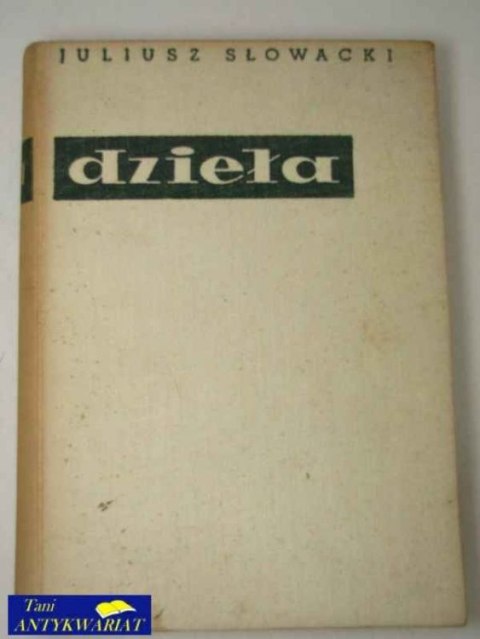 JULIUSZ SŁOWACKI
dzieła
Tani
ANTYKWARIAT